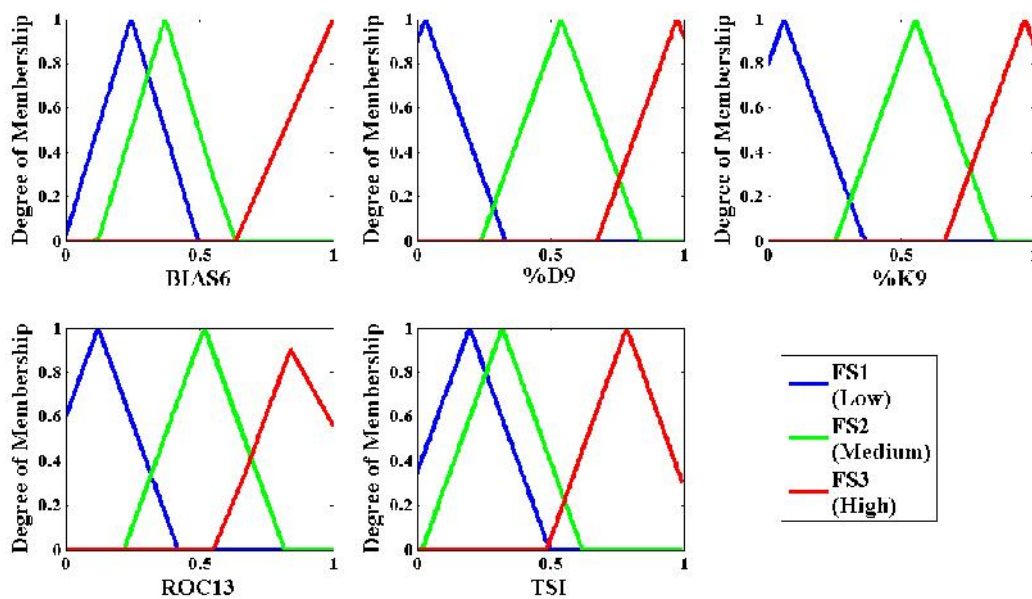 Degree of Membership
1
0.8
0.6
0.4
0.2
0
0 0.5 1
BIAS6
Degree of Membership
1
0.8
0.6
0.4
0.2
0
0 0.5 1
%D9
Degree of Membership
1
0.8
0.6
0.4
0.2
0
0 0.5 1
%K9
Degree of Membership
1
0.8
0.6
0.4
0.2
0
0 0.5 1
ROC13
Degree of Membership
1
0.8
0.6
0.4
0.2
0
0 0.5 1
TSI
FS1
(Low)
FS2
(Medium)
FS3
(High)